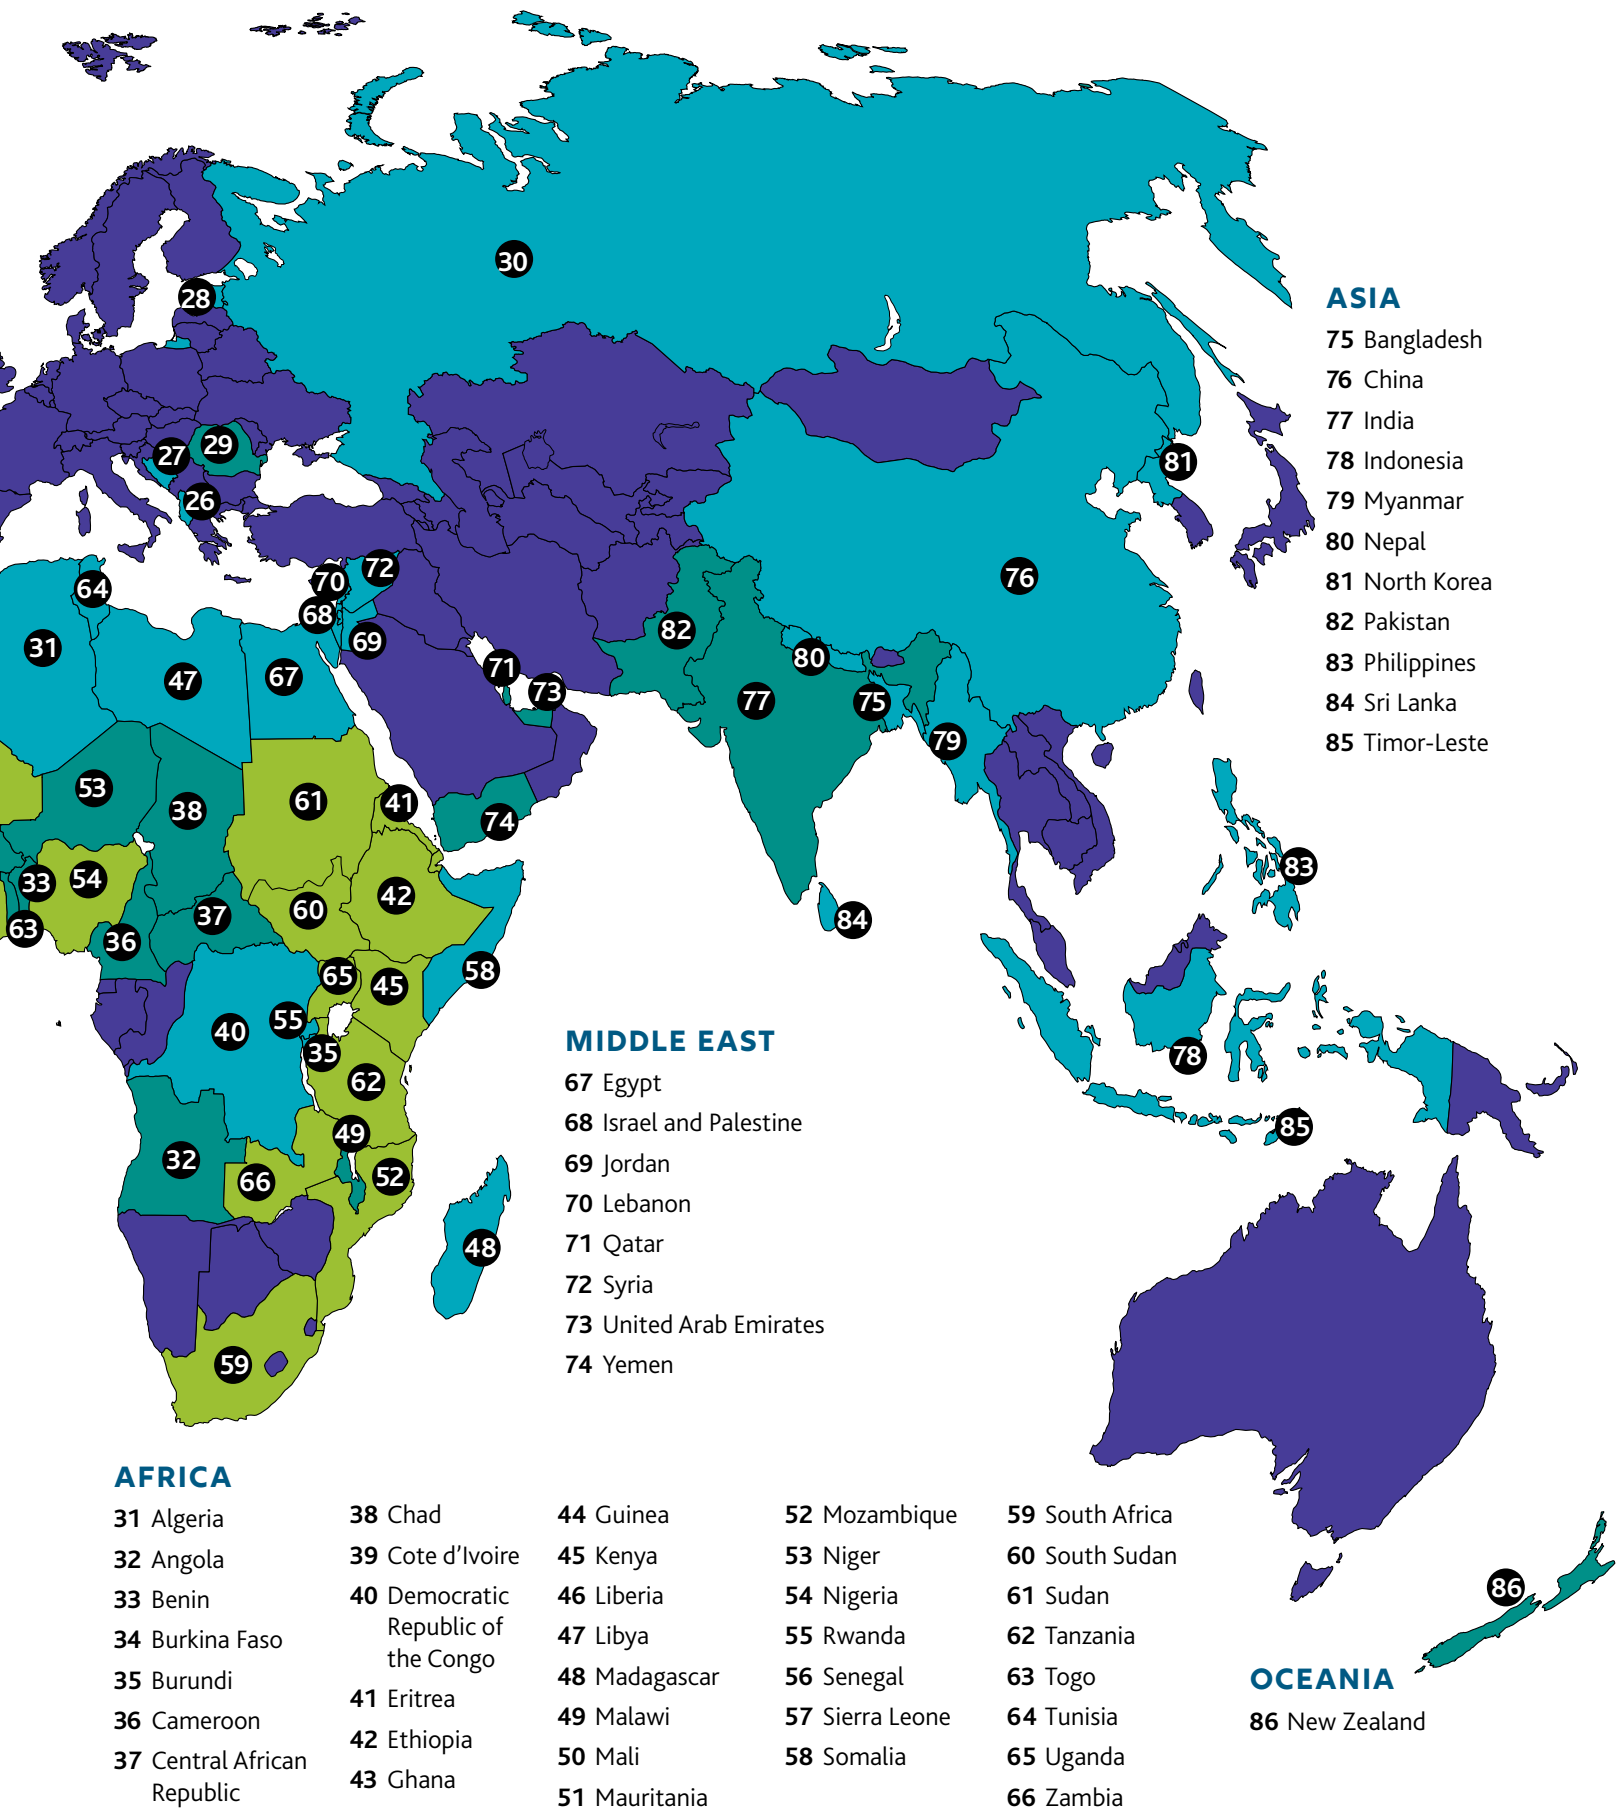 30
28
29
27
26
72
70
64
68
69
31
47
67
71
73
82
80
77
75
79
76
81
53
38
61
41
74
33
54
63
36
37
60
42
84
83
65
45
58
40
55
35
62
78
49
85
32
66
52
48
59
86
ASIA
75 Bangladesh
76 China
77 India
78 Indonesia
79 Myanmar
80 Nepal
81 North Korea
82 Pakistan
83 Philippines
84 Sri Lanka
85 Timor-Leste
MIDDLE EAST
67 Egypt
68 Israel and Palestine
69 Jordan
70 Lebanon
71 Qatar
72 Syria
73 United Arab Emirates
74 Yemen
AFRICA
31 Algeria
32 Angola
33 Benin
34 Burkina Faso
35 Burundi
36 Cameroon
37 Central African
Republic
38 Chad
39 Cote d’Ivoire
40 Democratic
Republic of
the Congo
41 Eritrea
42 Ethiopia
43 Ghana
44 Guinea
45 Kenya
46 Liberia
47 Libya
48 Madagascar
49 Malawi
50 Mali
51 Mauritania
52 Mozambique
53 Niger
54 Nigeria
55 Rwanda
56 Senegal
57 Sierra Leone
58 Somalia
59 South Africa
60 South Sudan
61 Sudan
62 Tanzania
63 Togo
64 Tunisia
65 Uganda
66 Zambia
OCEANIA
86 New Zealand